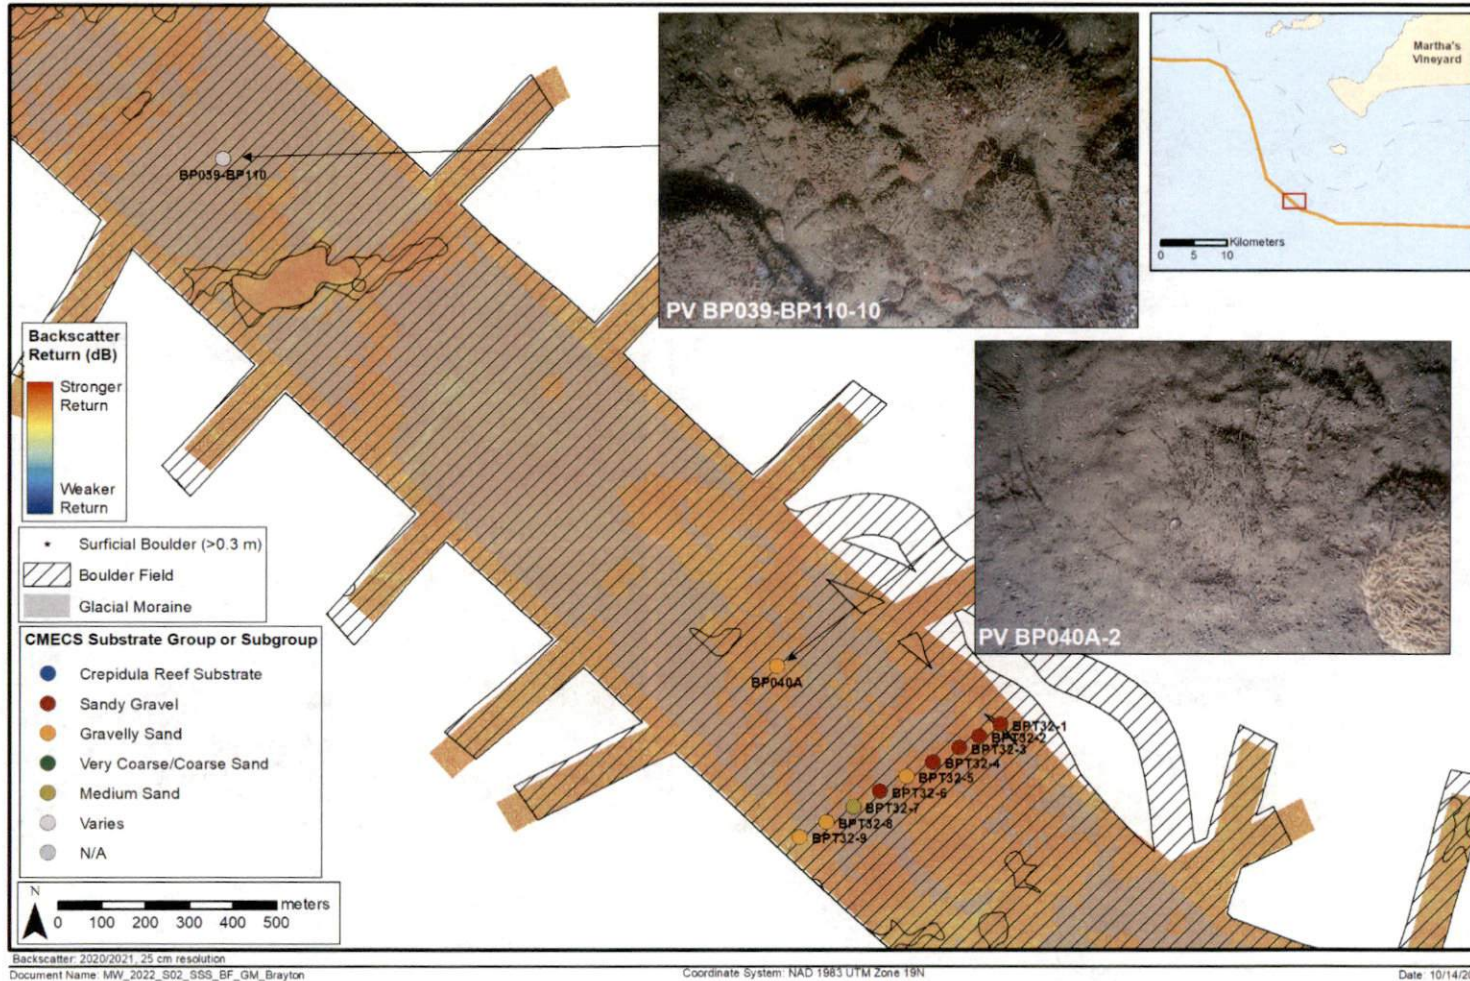 Martha's
Vineyard
Kilometers
0 5 10
BP039-BP110
PV BP039-BP110-10
Backscatter
Return (dB)
Stronger
Return
Weaker
Return
Surficial Boulder (>0.3 m)
Boulder Field
Glacial Moraine
CMECS Substrate Group or Subgroup
Crepidula Reef Substrate
Sandy Gravel
Gravelly Sand
Very Coarse/Coarse Sand
Medium Sand
Varies
N/A
PV BP040A-2
BP040A
BPT32-1
BPT32-2
BPT32-3
BPT32-4
BPT32-5
BPT32-6
BPT32-7
BPT32-8
BPT32-9
N
meters
0 100 200 300 400 500
Backscatter: 2020/2021, 25 cm resolution
Document Name: MW_2022_S02_SSS_BF_GM_Brayton
Coordinate System: NAD 1983 UTM Zone 19N
Date: 10/14/20